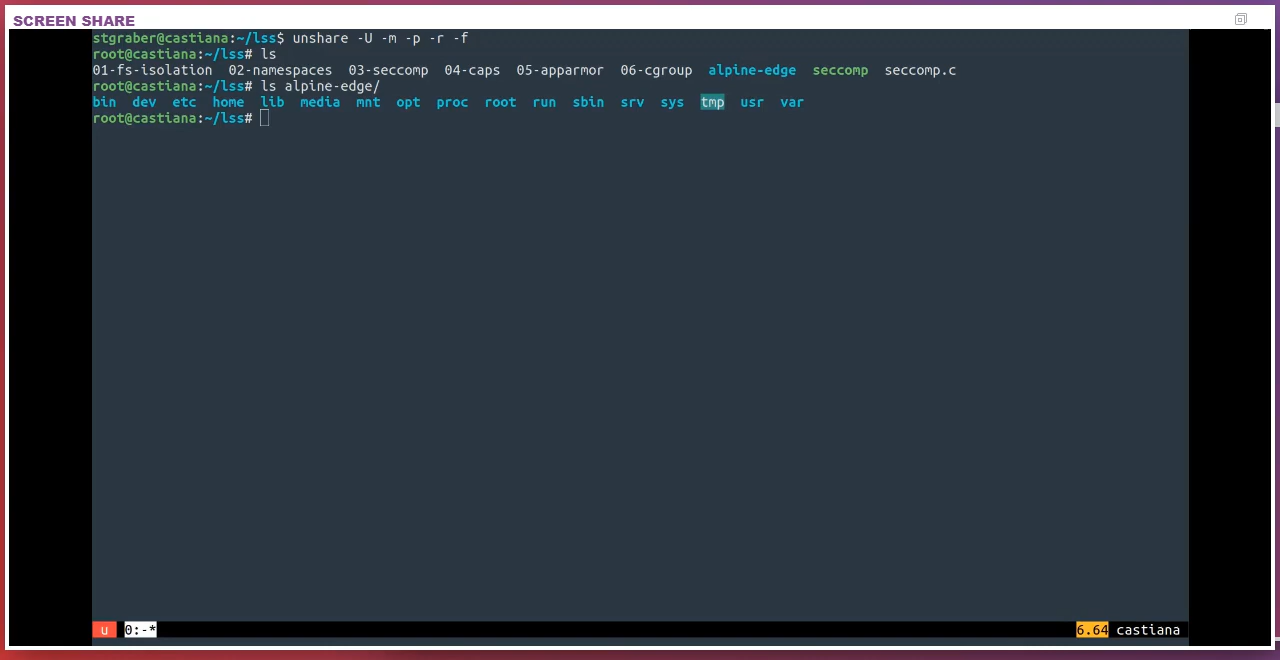 SCREEN SHARE
stgraber@castiana:~/lss$ unshare -U -m -p -r -f
root@castiana:~/lss# ls
01-fs-isolation  02-namespaces  03-seccomp  04-caps  05-apparmor  06-cgroup  alpine-edge  seccomp  seccomp.c
root@castiana:~/lss# ls alpine-edge/
bin  dev  etc  home  lib  media  mnt  opt  proc  root  run  sbin  srv  sys  tmp  usr  var
root@castiana:~/lss#
u 0:-* 6.64 castiana